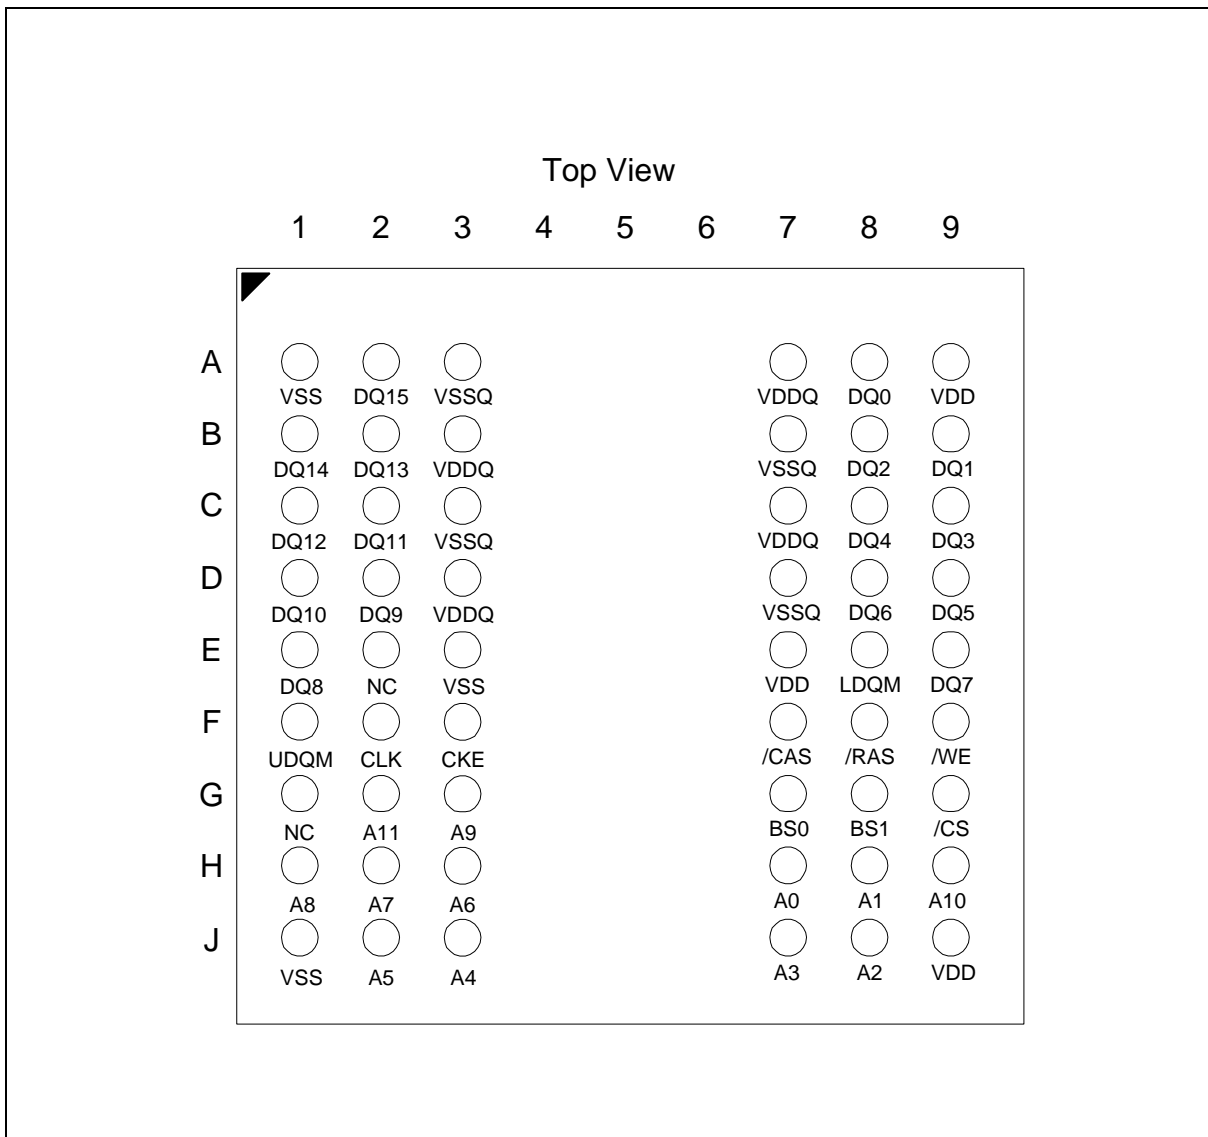 Top View
1 2 3 4 5 6 7 8 9
A
VSS DQ15 VSSQ VDDQ DQ0 VDD
B
DQ14 DQ13 VDDQ VSSQ DQ2 DQ1
C
DQ12 DQ11 VSSQ VDDQ DQ4 DQ3
D
DQ10 DQ9 VDDQ VSSQ DQ6 DQ5
E
DQ8 NC VSS VDD LDQM DQ7
F
UDQM CLK CKE /CAS /RAS /WE
G
NC A11 A9 BS0 BS1 /CS
H
A8 A7 A6 A0 A1 A10
J
VSS A5 A4 A3 A2 VDD